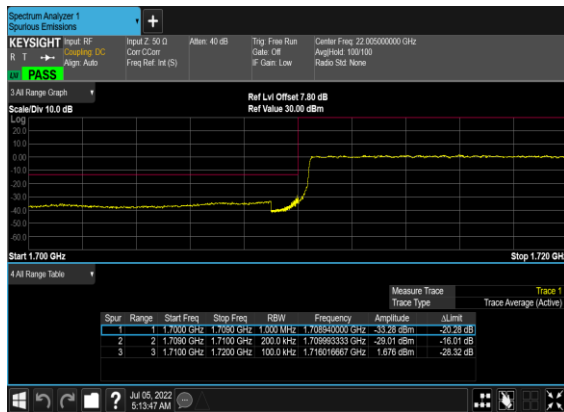 Spectrum Analyzer 1
Spurious Emissions
KEYSIGHT Input: RF Input Z: 50 Ω Atten: 40 dB Trig: Free Run Center Freq: 22.005000000 GHz
R T Coupling: DC Corr CCorr Gate: Off Avg|Hold: 100/100
Align: Auto Freq Ref: Int (S) IF Gain: Low Radio Std: None
LW PASS
3 All Range Graph
Ref Lvl Offset 7.80 dB
Scale/Div 10.0 dB Ref Value 30.00 dBm
Log
20.0
10.0
0.00
-10.0
-20.0
-30.0
-40.0
-50.0
-60.0
Start 1.700 GHz Stop 1.720 GHz
4 All Range Table
Measure Trace Trace 1
Trace Type Trace Average (Active)
Spur Range Start Freq Stop Freq RBW Frequency Amplitude ΔLimit
1 1 1.7000 GHz 1.7090 GHz 1.000 MHz 1.708940000 GHz -33.28 dBm -20.28 dB
2 2 1.7090 GHz 1.7100 GHz 200.0 kHz 1.709993333 GHz -29.01 dBm -16.01 dB
3 3 1.7100 GHz 1.7200 GHz 100.0 kHz 1.716016667 GHz 1.676 dBm -28.32 dB
? Jul 05, 2022
5:13:47 AM